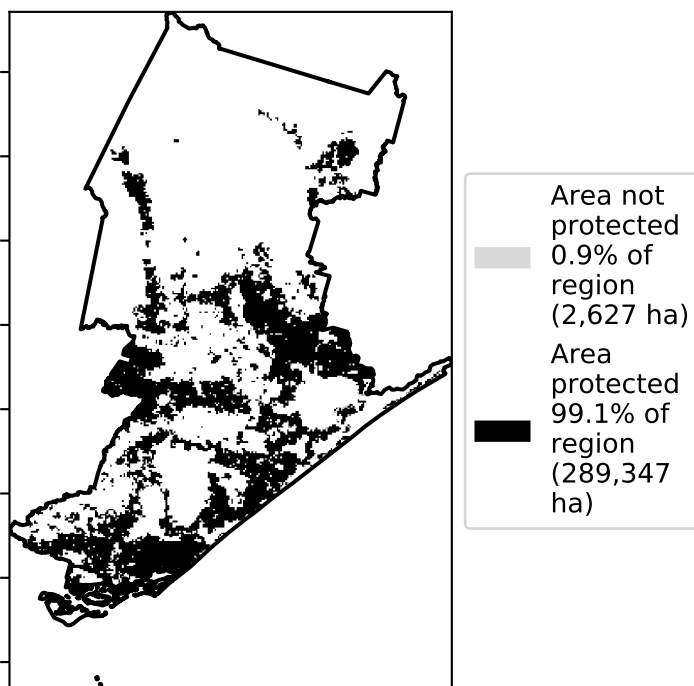 Area not
protected
0.9% of
region
(2,627 ha)
Area
protected
99.1% of
region
(289,347
ha)